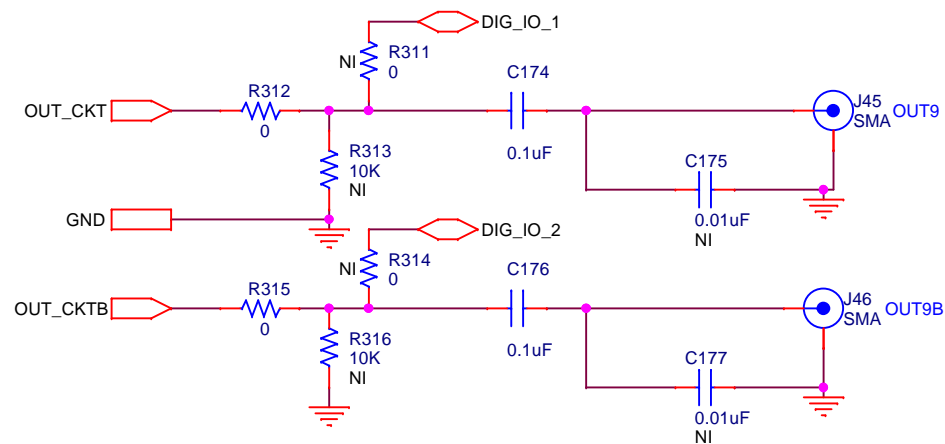 DIG_IO_1
NI
R311
0
R312
0
C174
0.1uF
OUT_CKT
J45
SMA
OUT9
R313
10K
NI
C175
0.01uF
NI
GND
DIG_IO_2
NI
R314
0
R315
0
C176
0.1uF
OUT_CKTB
J46
SMA
OUT9B
R316
10K
NI
C177
0.01uF
NI